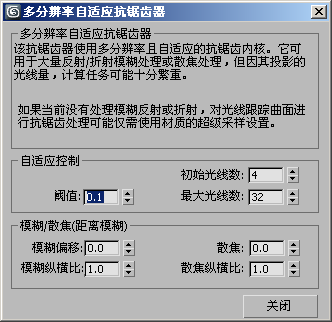 多分辨率自适应抗锯齿器
多分辨率自适应抗锯齿器
该抗锯齿器使用多分辨率且自适应的抗锯齿内核。它可
用于大量反射/折射模糊处理或散焦处理，但因其投影的
光线量，计算任务可能十分繁重。
如果当前没有处理模糊反射或折射，对光线跟踪曲面进
行抗锯齿处理可能仅需使用材质的超级采样设置。
自适应控制
初始光线数: 4
阈值: 0.1 最大光线数: 32
模糊/散焦(距离模糊)
模糊偏移: 0.0 散焦: 0.0
模糊纵横比: 1.0 散焦纵横比: 1.0
关闭